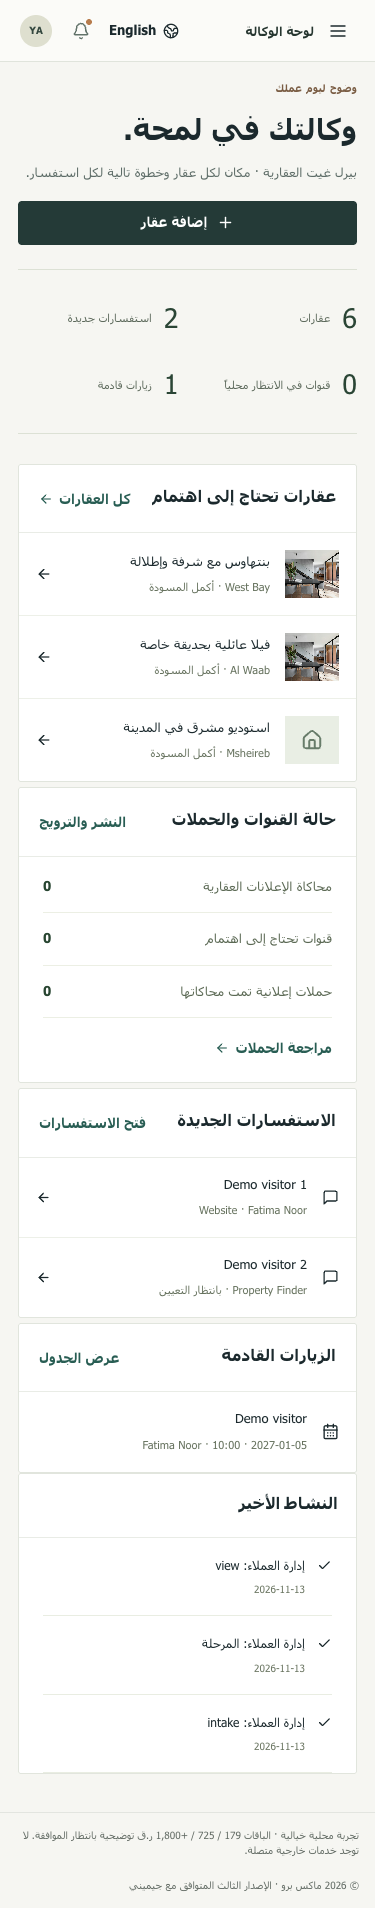 لوحة الوكالة
English
YA
وضوح ليوم عملك
وكالتك في لمحة.
بيرل غيت العقارية · مكان لكل عقار وخطوة تالية لكل استفسار.
+ إضافة عقار
6 عقارات
2 استفسارات جديدة
0 قنوات في الانتظار محلياً
1 زيارات قادمة
عقارات تحتاج إلى اهتمام
كل العقارات ←
بنتهاوس مع شرفة وإطلالة
West Bay · أكمل المسودة
فيلا عائلية بحديقة خاصة
Al Waab · أكمل المسودة
استوديو مشرق في المدينة
Msheireb · أكمل المسودة
حالة القنوات والحملات
النشر والترويج
محاكاة الإعلانات العقارية 0
قنوات تحتاج إلى اهتمام 0
حملات إعلانية تمت محاكاتها 0
مراجعة الحملات ←
الاستفسارات الجديدة
فتح الاستفسارات
Demo visitor 1
Website · Fatima Noor
Demo visitor 2
Property Finder · بانتظار التعيين
الزيارات القادمة
عرض الجدول
Demo visitor
2027-01-05 · 10:00 · Fatima Noor
النشاط الأخير
إدارة العملاء: view
2026-11-13
إدارة العملاء: المرحلة
2026-11-13
إدارة العملاء: intake
2026-11-13
تجربة محلية خيالية · الباقات 179 / 725 / +1,800 ر.ق توضيحية بانتظار الموافقة. لا
توجد خدمات خارجية متصلة.
© 2026 ماكس برو · الإصدار الثالث المتوافق مع جيميني